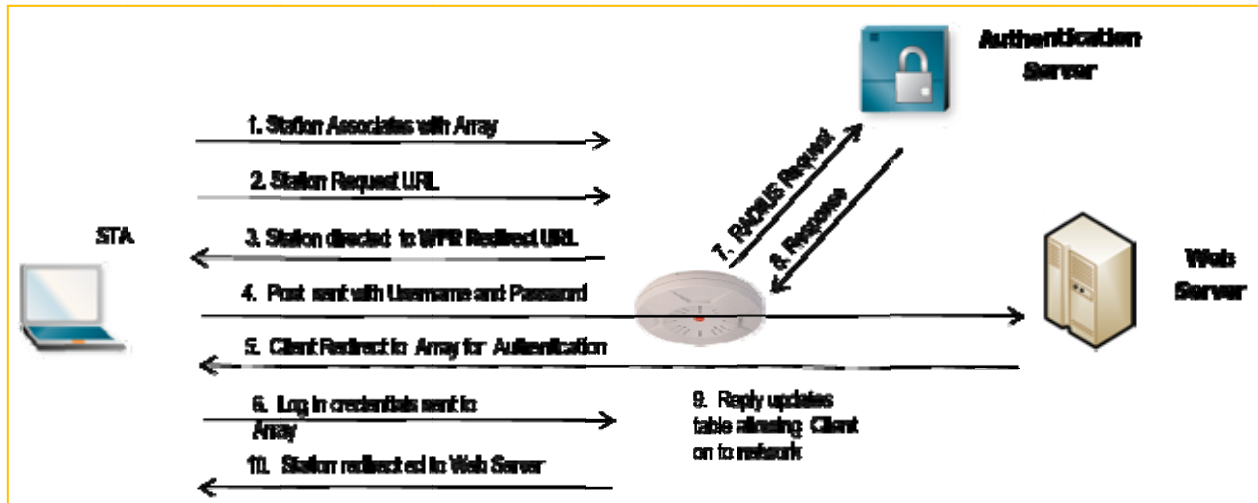 Authentication
Server
1. Station Associates with Array
2. Station Request URL
STA
3. Station directed to WPR Redirect URL
7. RADIUS Request
8. Response
Web
Server
4. Post sent with Username and Password
5. Client Redirect to Array for Authentication
6. Log in credentials sent to
Array
9. Reply updates
table allowing Client
on to network
10. Station redirected to Web Server